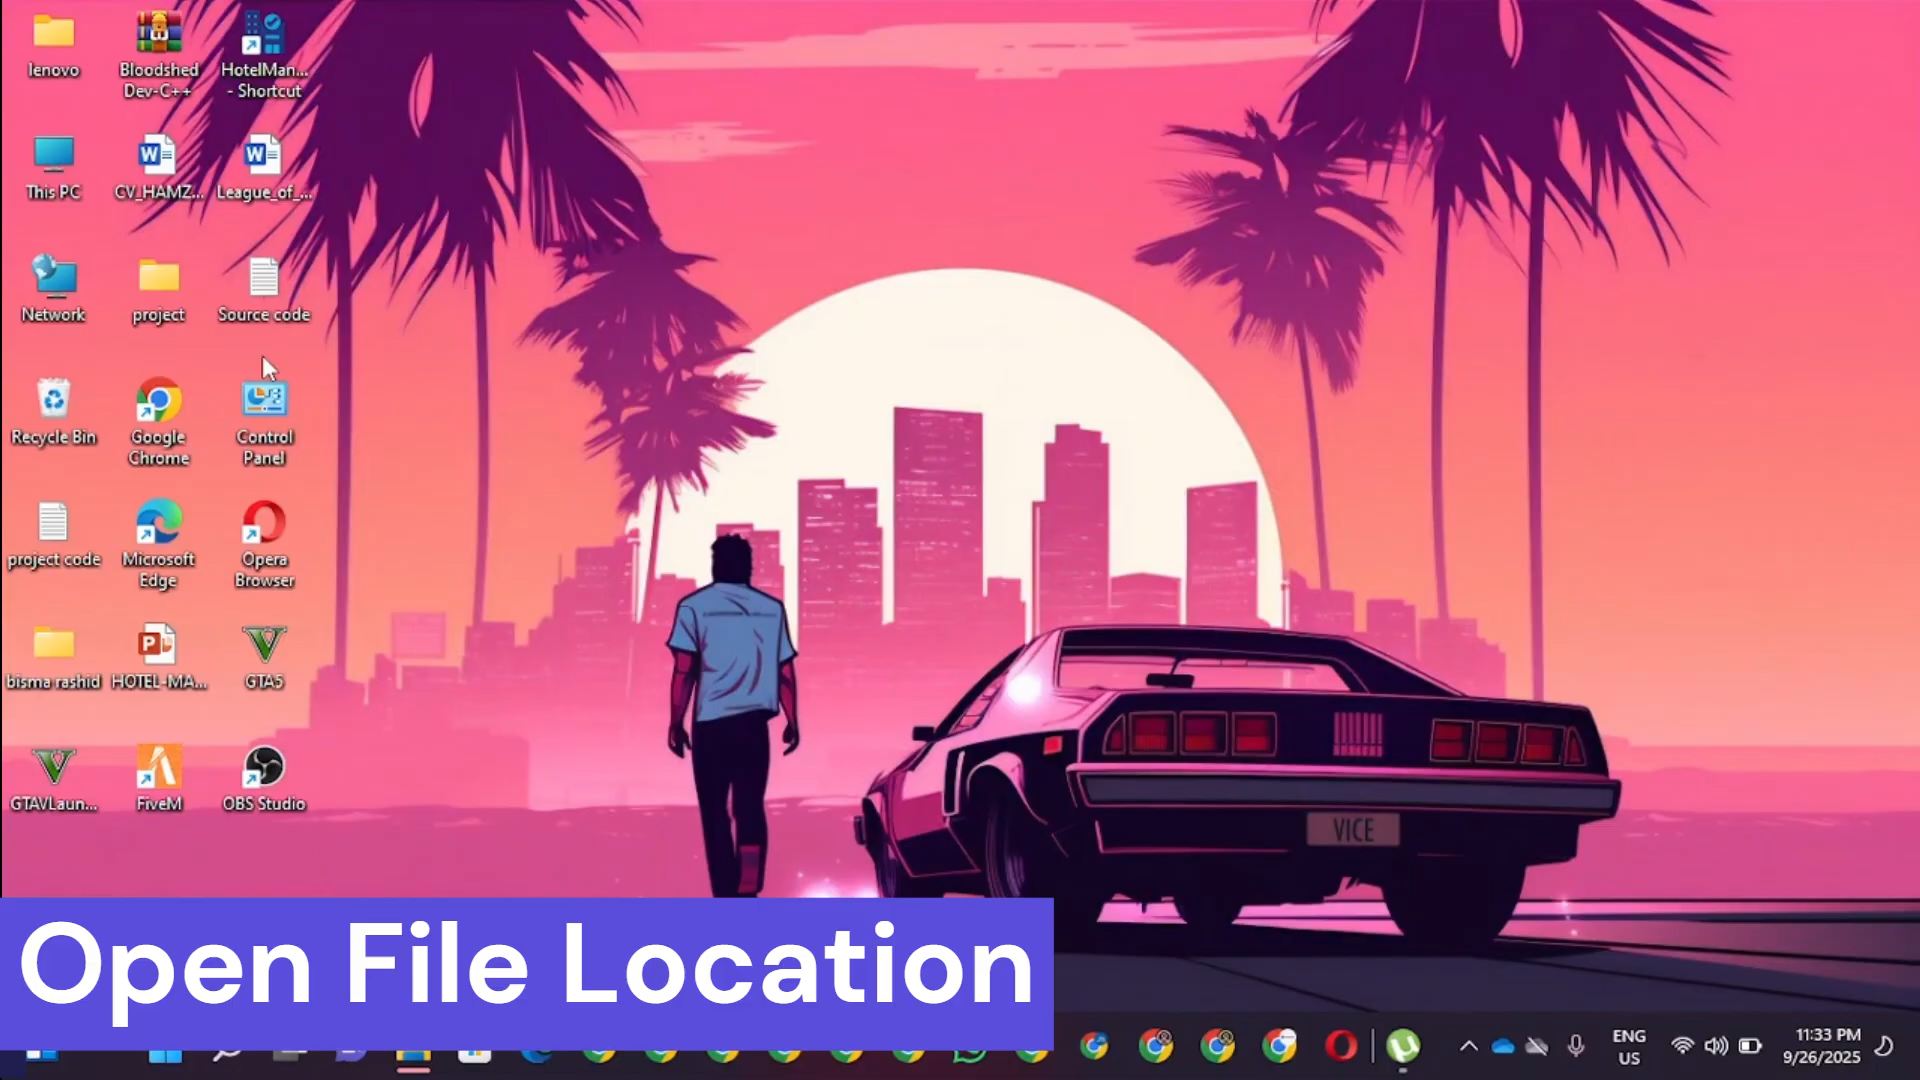 lenovo
Bloodshed
Dev-C++
HotelMan...
- Shortcut
This PC
CV_HAMZ...
League_of_...
Network
project
Source code
Recycle Bin
Google
Chrome
Control
Panel
project code
Microsoft
Edge
Opera
Browser
bisma rashid
HOTEL-MA...
GTA5
GTAVLaun...
FiveM
OBS Studio
VICE
Open File Location
ENG
US
11:33 PM
9/26/2025